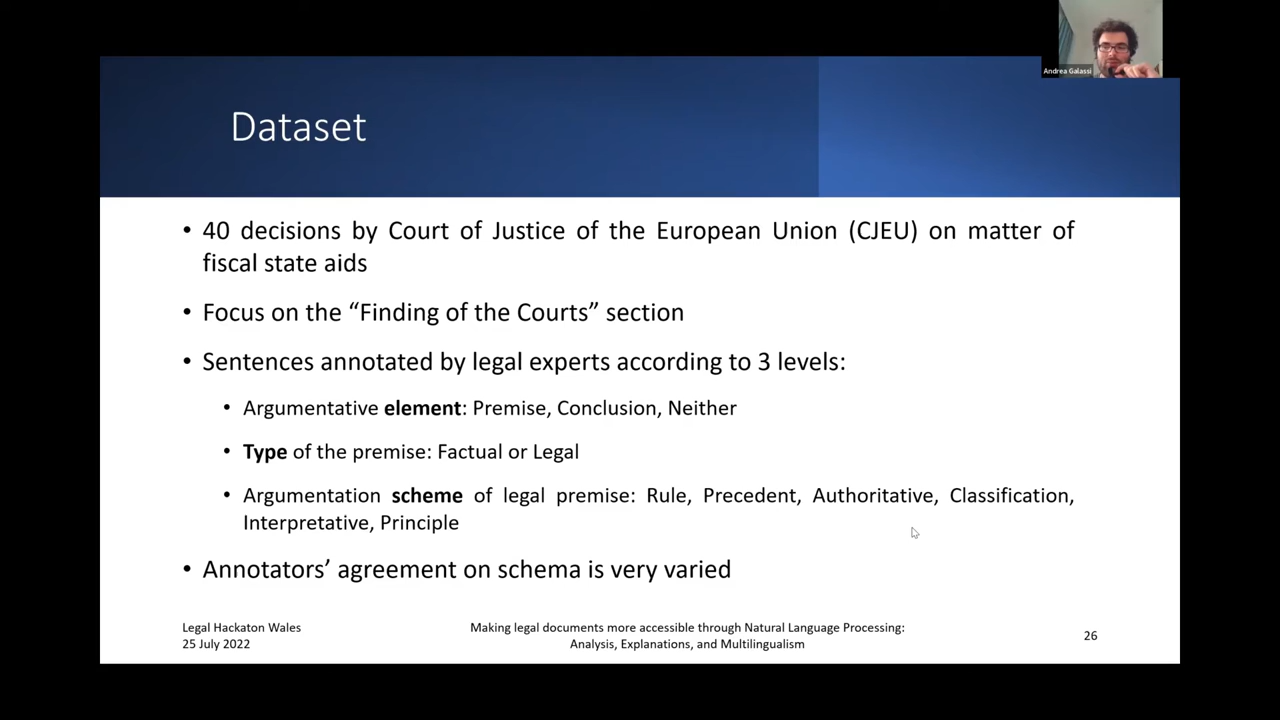 Andrea Galassi
Dataset
• 40 decisions by Court of Justice of the European Union (CJEU) on matter of
fiscal state aids
• Focus on the “Finding of the Courts” section
• Sentences annotated by legal experts according to 3 levels:
• Argumentative element: Premise, Conclusion, Neither
• Type of the premise: Factual or Legal
• Argumentation scheme of legal premise: Rule, Precedent, Authoritative, Classification,
Interpretative, Principle
• Annotators’ agreement on schema is very varied
Legal Hackaton Wales
25 July 2022
Making legal documents more accessible through Natural Language Processing:
Analysis, Explanations, and Multilingualism
26